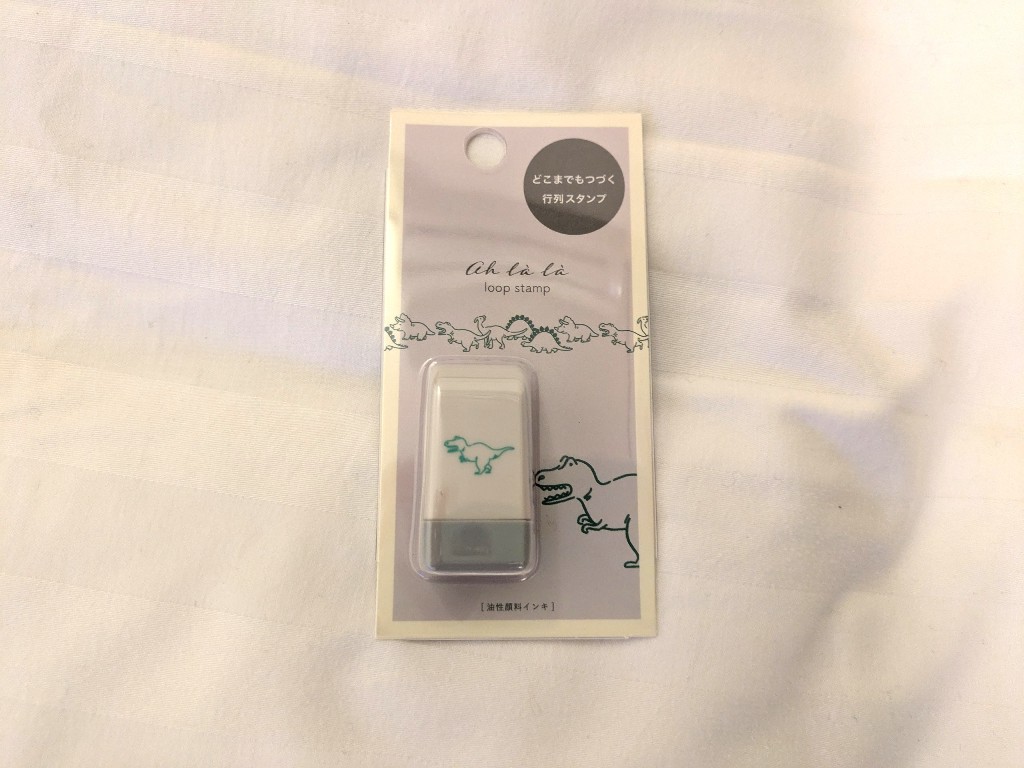 どこまでもつづく
行列スタンプ
Ah là là
loop stamp
[油性顔料インキ]